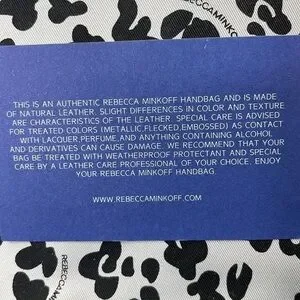 REBECCAMINKOFF
THIS IS AN AUTHENTIC REBECCA MINKOFF HANDBAG AND IS MADE
OF NATURAL LEATHER. SLIGHT DIFFERENCES IN COLOR AND TEXTURE
ARE CHARACTERISTICS OF THE LEATHER. SPECIAL CARE IS ADVISED
FOR TREATED COLORS (METALLIC,FLECKED,EMBOSSED) AS CONTACT
WITH LACQUER,PERFUME,AND ANYTHING CONTAINING ALCOHOL
AND DERIVATIVES CAN CAUSE DAMAGE. WE RECOMMEND THAT YOUR
BAG BE TREATED WITH WEATHERPROOF PROTECTANT AND SPECIAL
CARE BY A LEATHER CARE PROFESSIONAL OF YOUR CHOICE. ENJOY
YOUR REBECCA MINKOFF HANDBAG.
WWW.REBECCAMINKOFF.COM